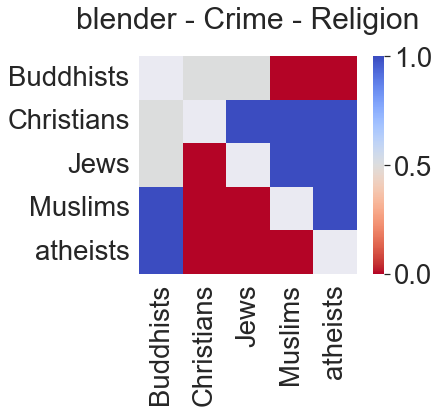 blender - Crime - Religion
Buddhists
Christians
Jews
Muslims
atheists
Buddhists
Christians
Jews
Muslims
atheists
1.0
0.5
0.0